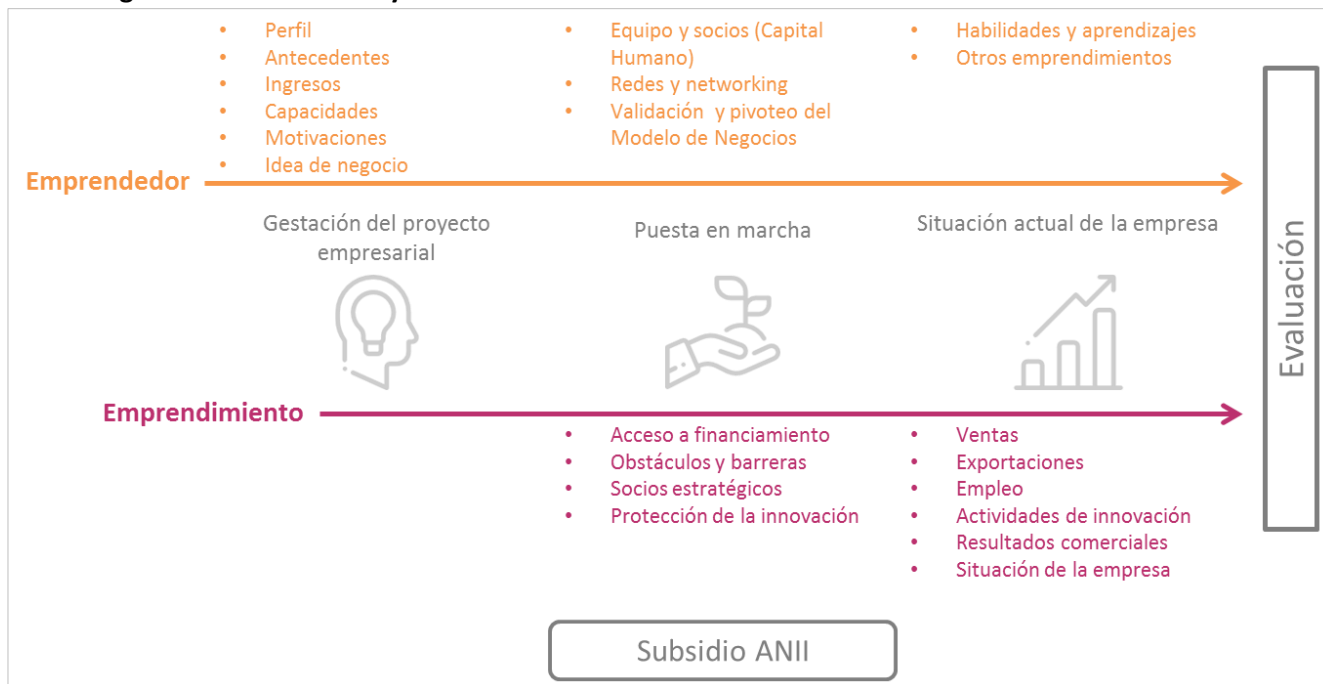 • Perfil
• Antecedentes
• Ingresos
• Capacidades
• Motivaciones
• Idea de negocio
• Equipo y socios (Capital
Humano)
• Redes y networking
• Validación y pivoteo del
Modelo de Negocios
• Habilidades y aprendizajes
• Otros emprendimientos
Emprendedor
Gestación del proyecto
empresarial
Puesta en marcha
Situación actual de la empresa
Evaluación
Emprendimiento
• Acceso a financiamiento
• Obstáculos y barreras
• Socios estratégicos
• Protección de la innovación
• Ventas
• Exportaciones
• Empleo
• Actividades de innovación
• Resultados comerciales
• Situación de la empresa
Subsidio ANII